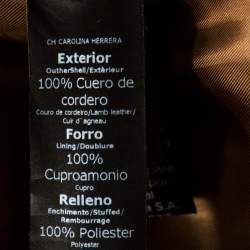 CH CAROLINA HERRERA
Exterior
OutherShell/Extérieur
100% Cuero de
cordero
Couro de cordeiro/Lamb leather/
Cuir d'agneau
Forro
Lining/Doublure
100%
Cuproamonio
Cupro
Relleno
Enchimento/Stuffed/
Rembourrage
100% Poliester
Polyester
S.A.